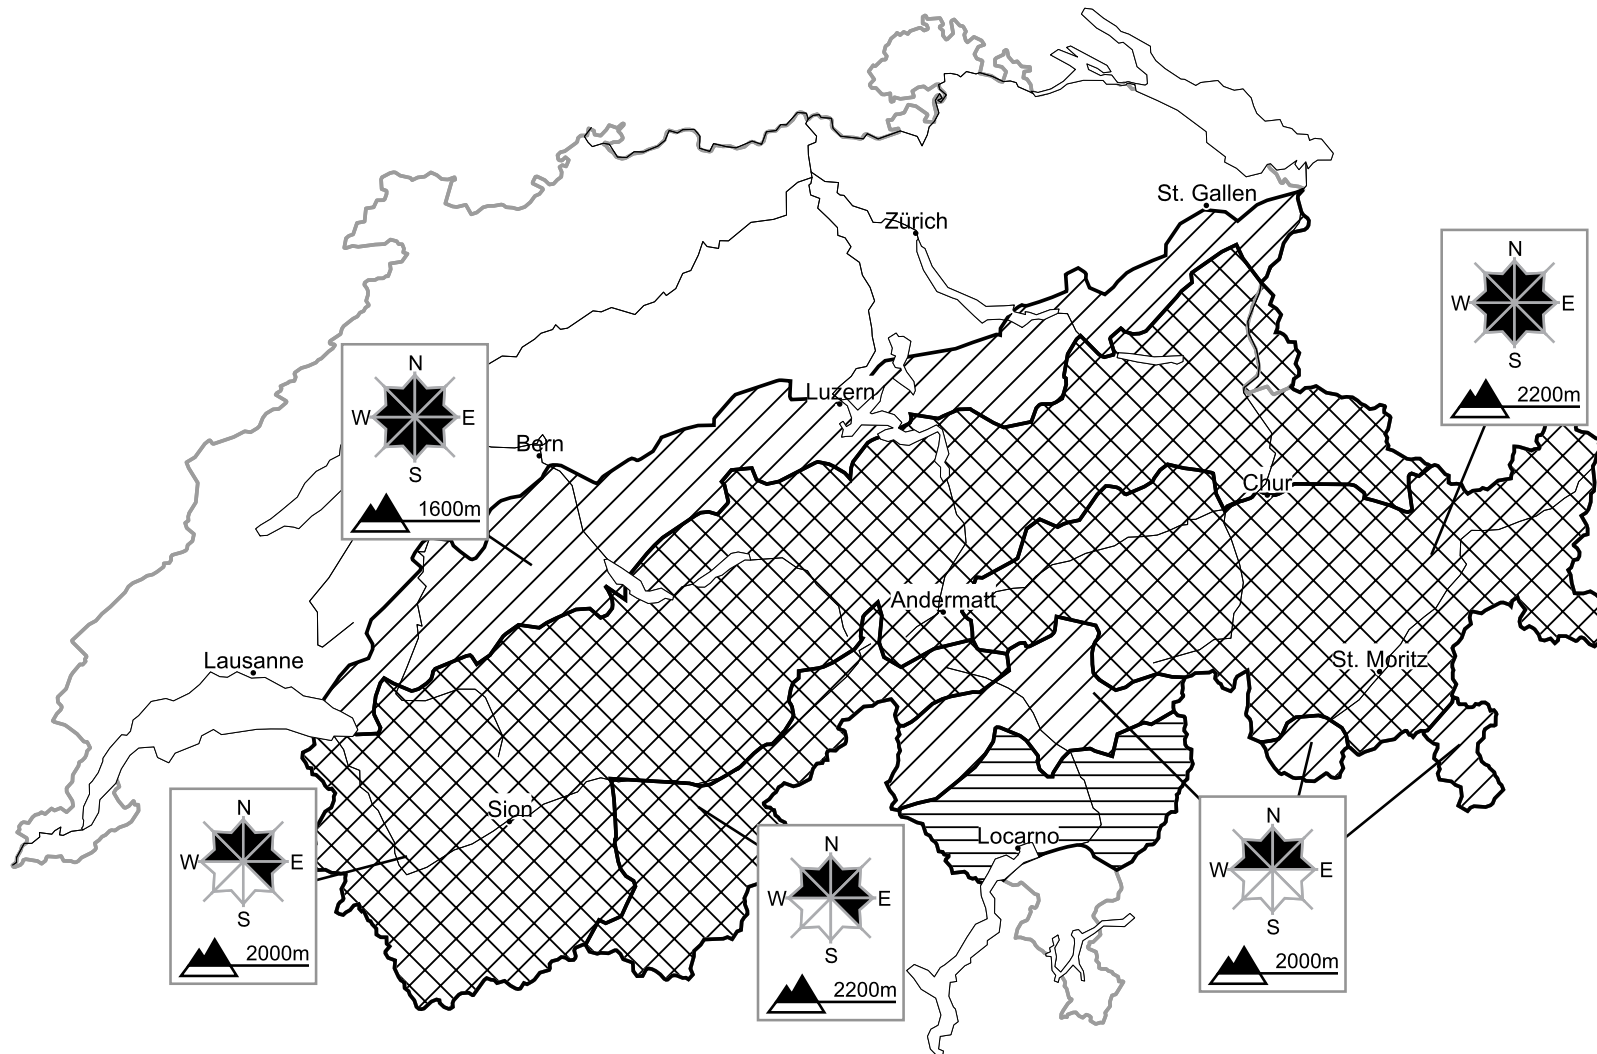 St. Gallen
Zürich
N
W E
S
2200m
N
W E
S
1600m
Luzern
Bern
Chur
Andermatt
Lausanne
St. Moritz
Sion
Locarno
N
W E
S
2000m
N
W E
S
2200m
N
W E
S
2000m